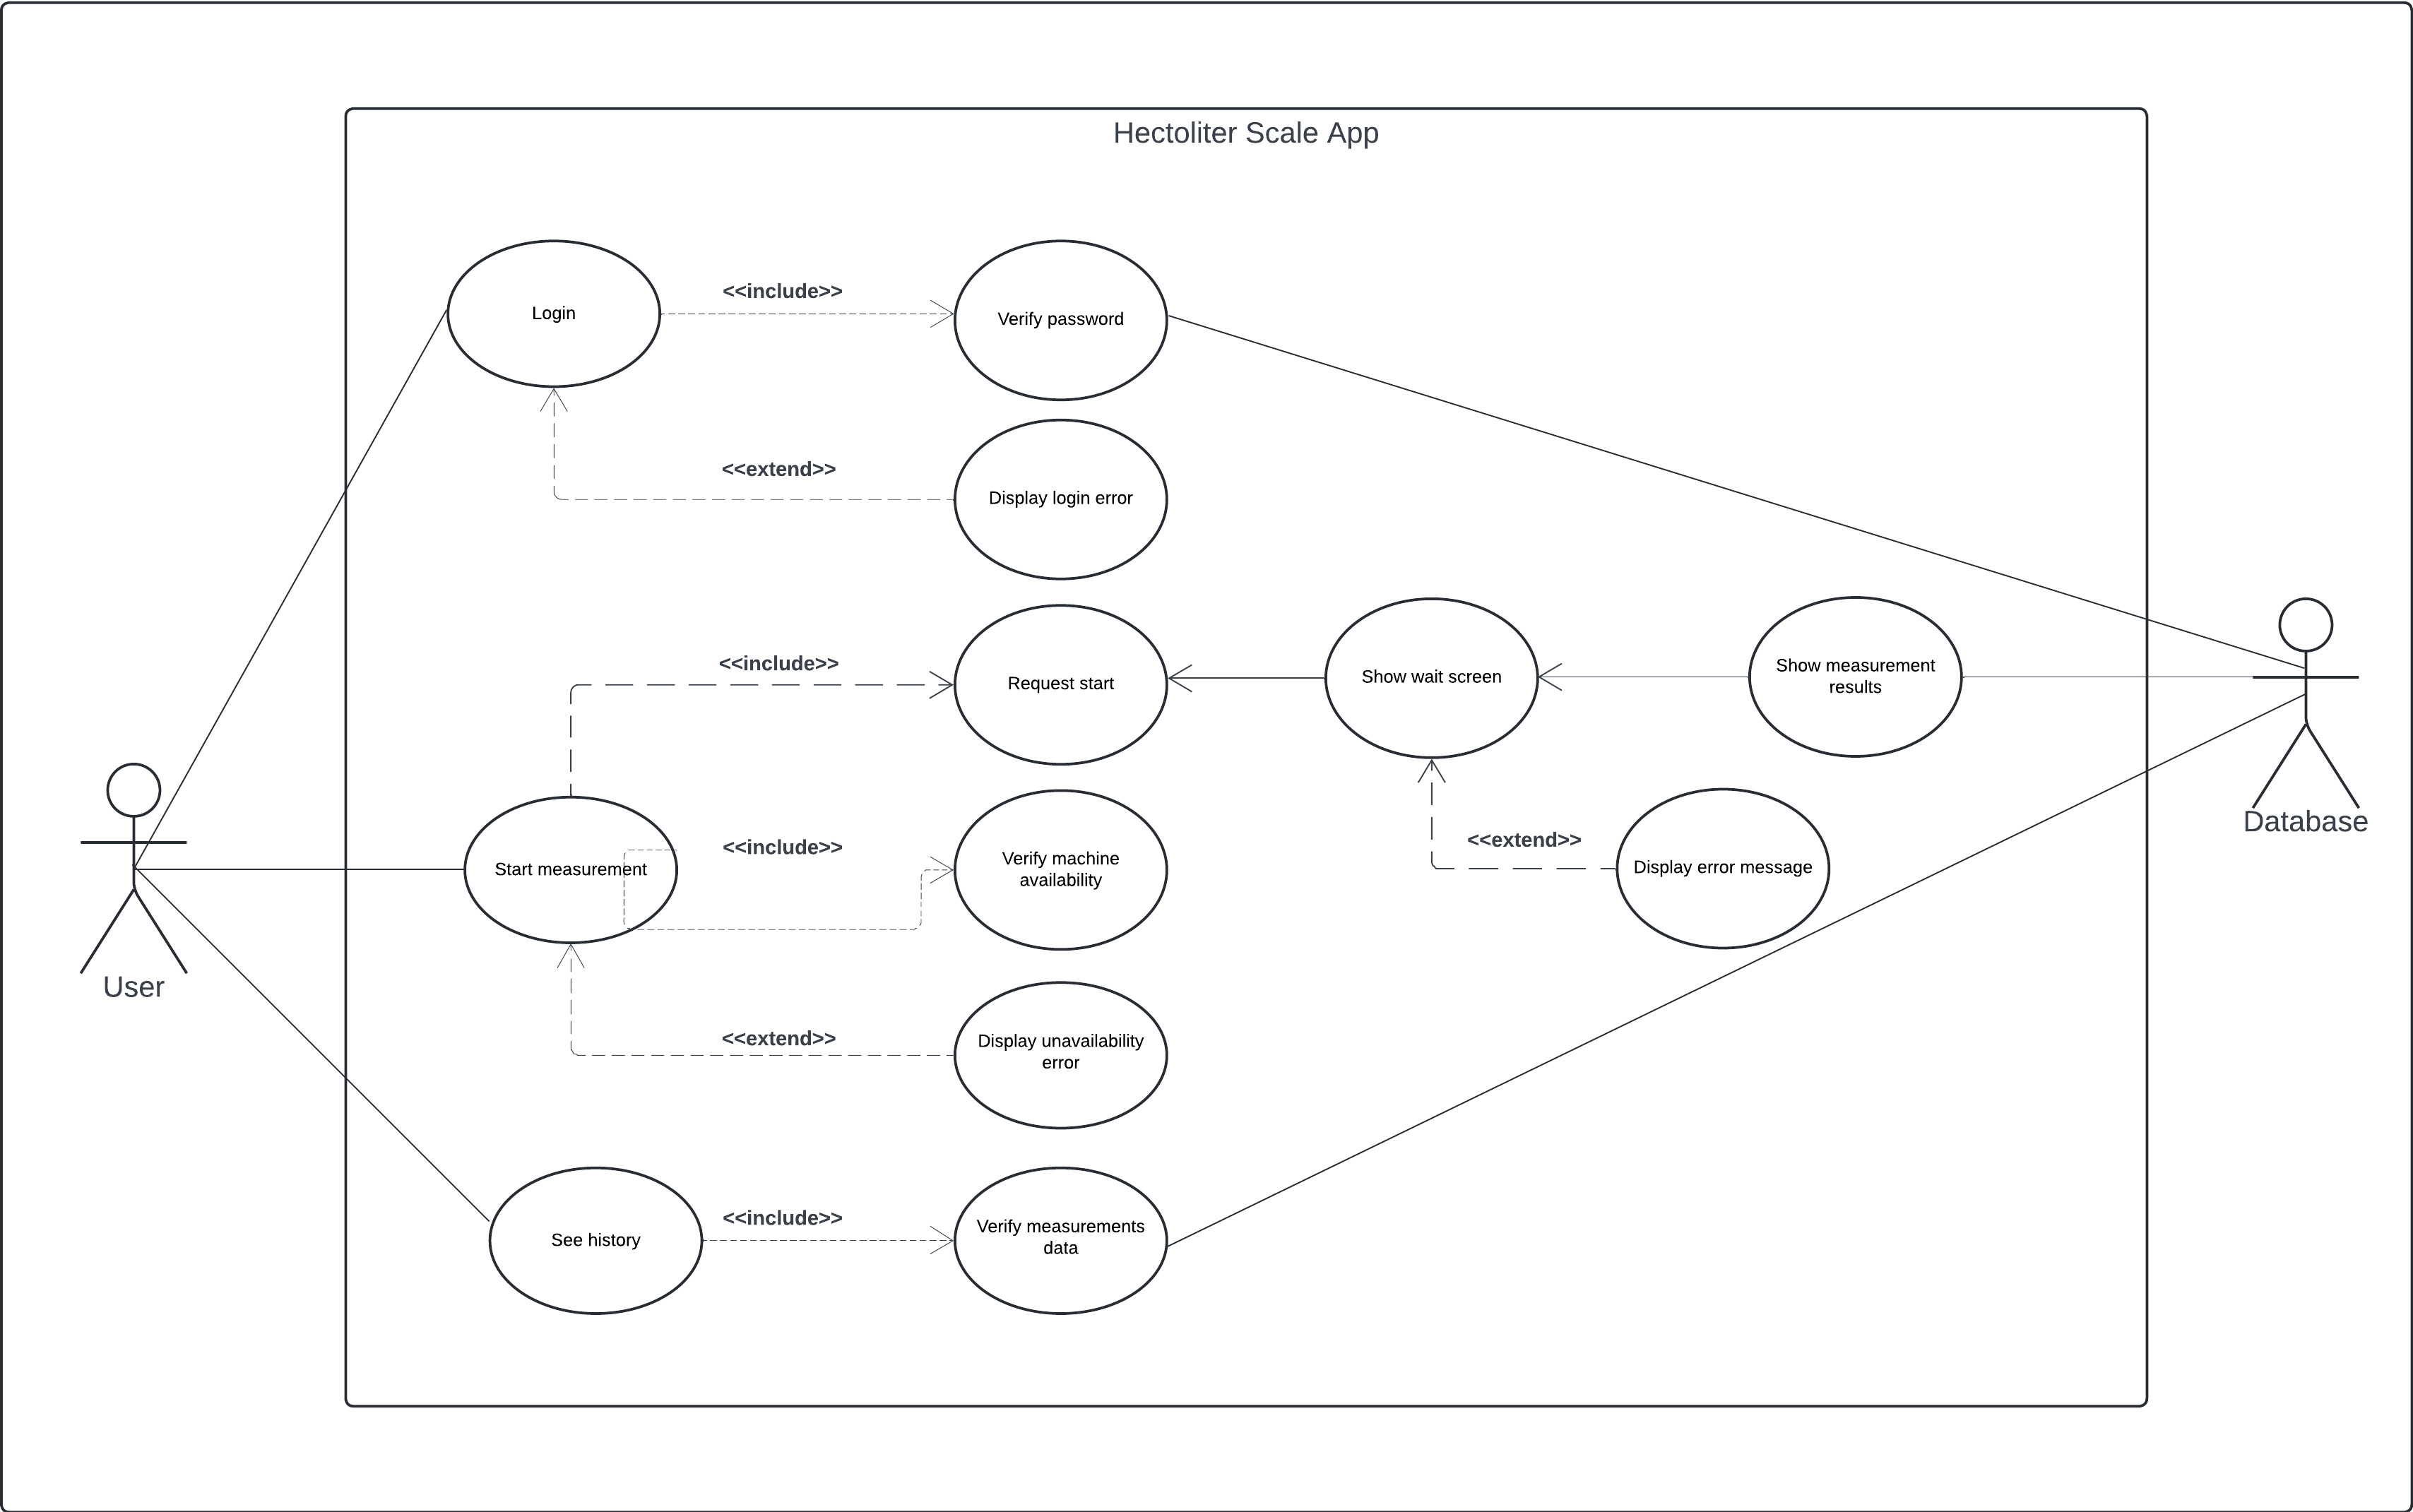 Hectoliter Scale App
Login
<<include>>
Verify password
<<extend>>
Display login error
<<include>>
Request start
Show wait screen
Show measurement
results
Start measurement
<<include>>
Verify machine
availability
<<extend>>
Display error message
Database
User
<<extend>>
Display unavailability
error
See history
<<include>>
Verify measurements
data